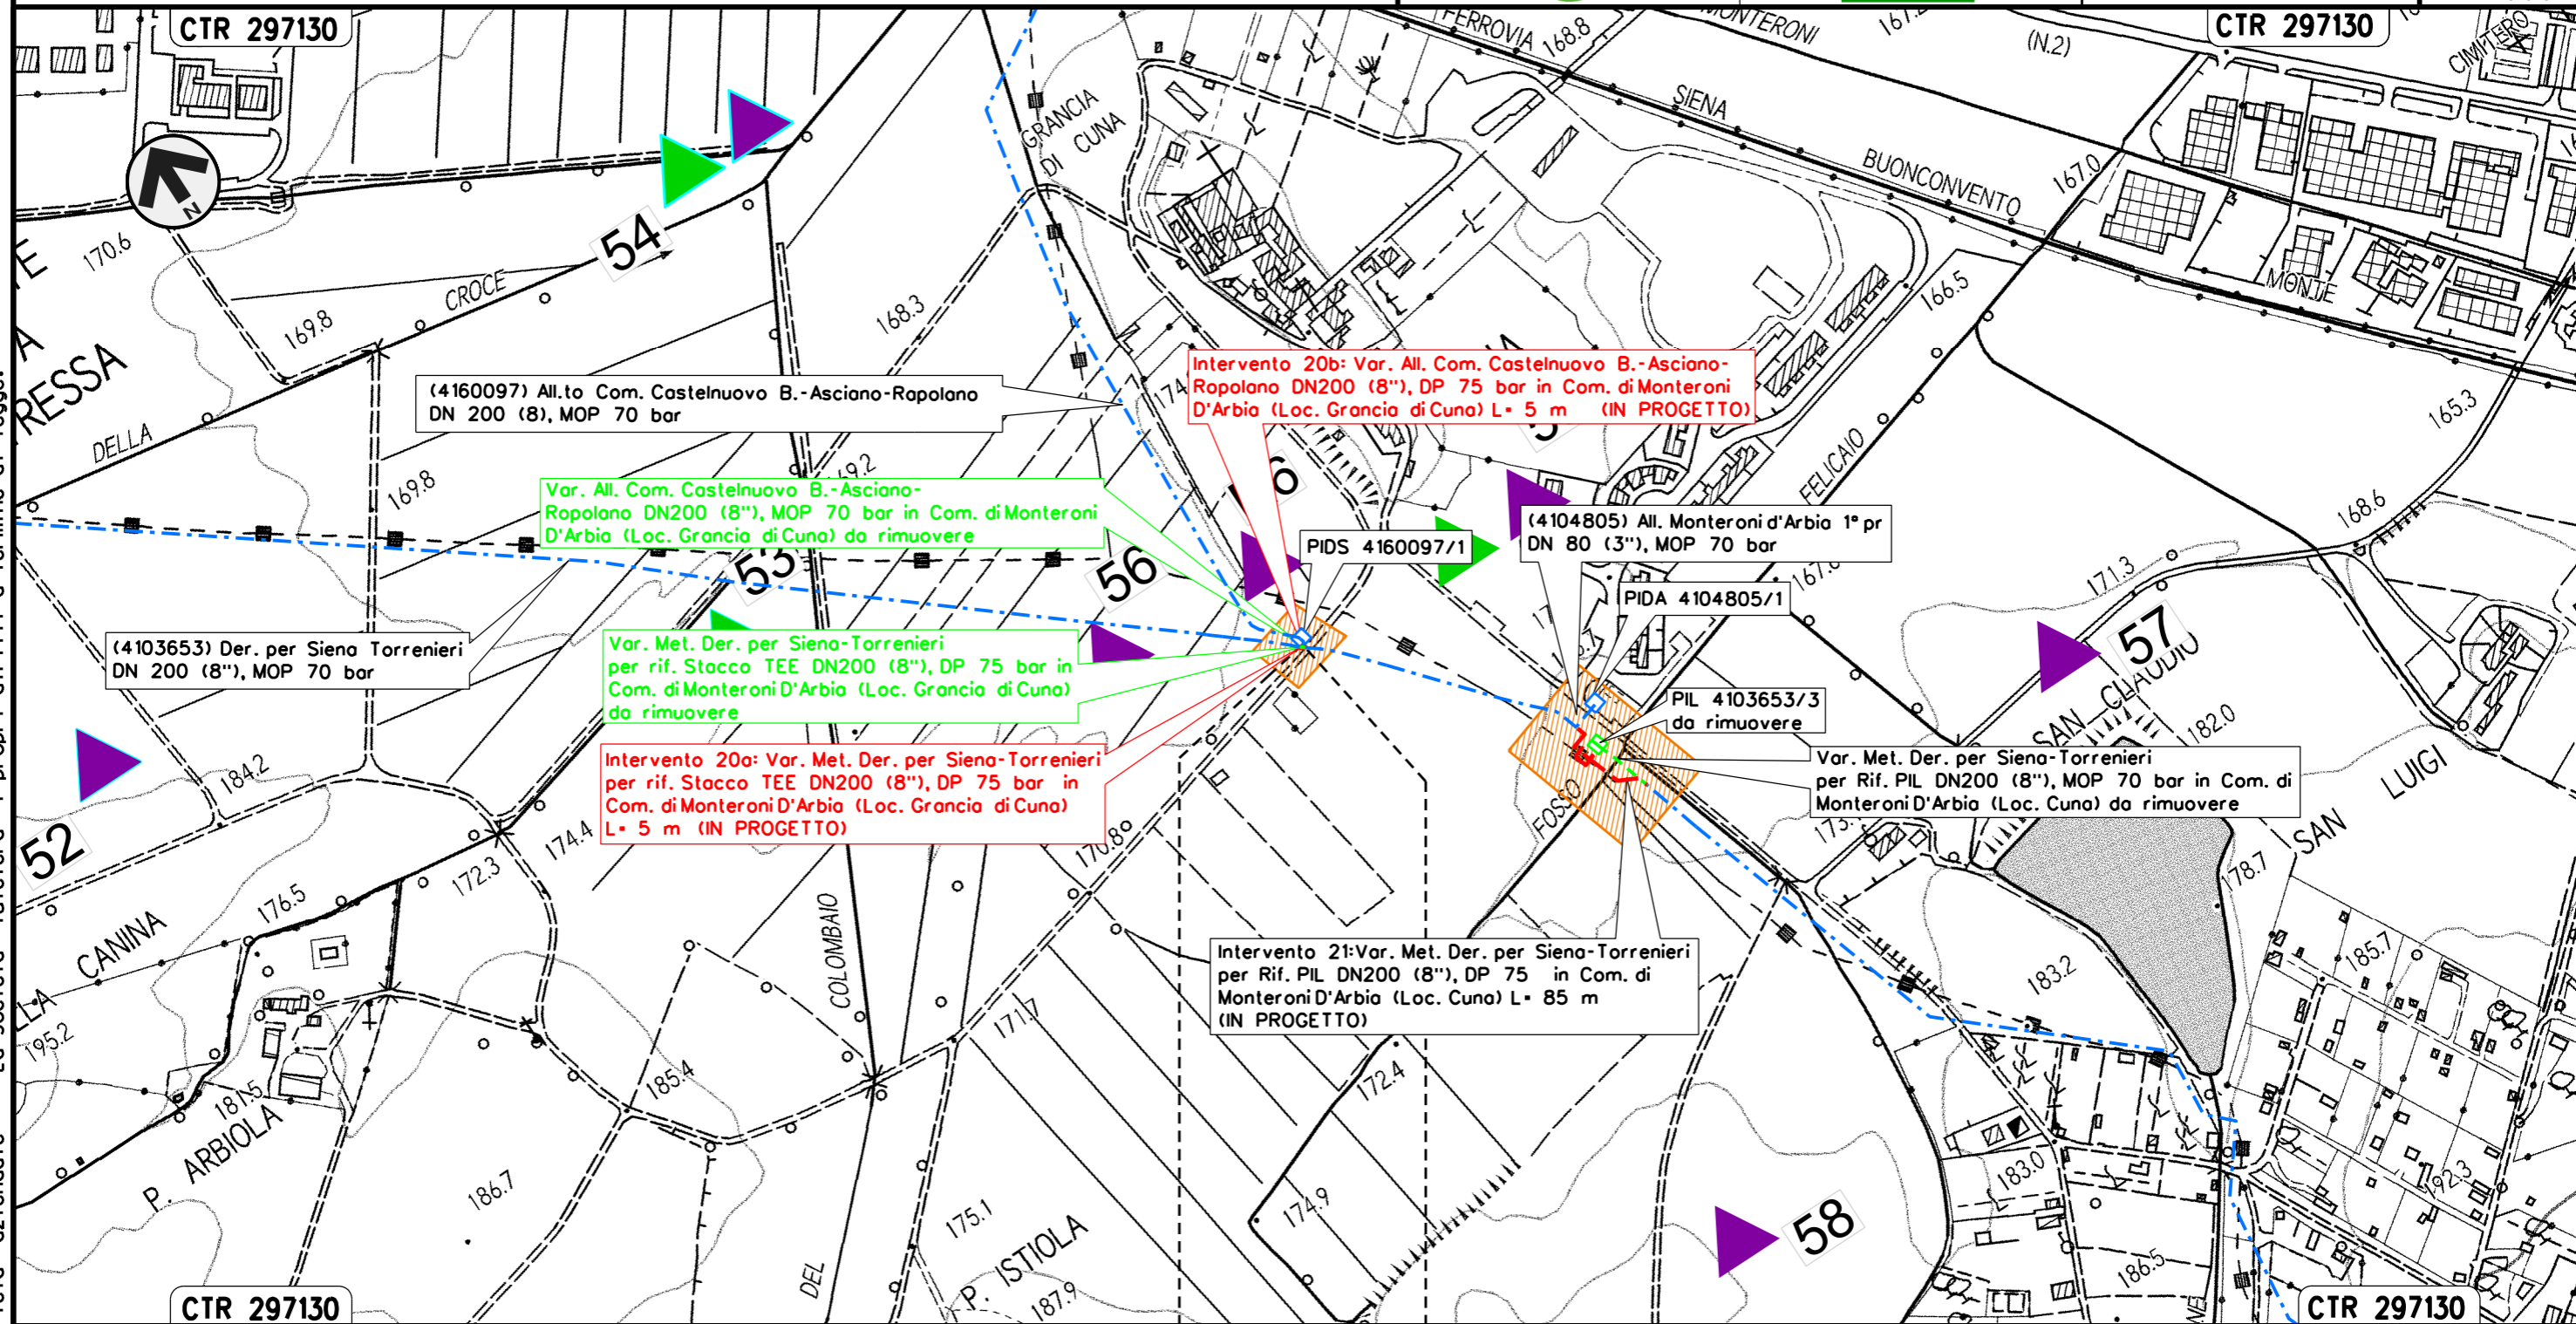 CTR 297130
CTR 297130
FERROVIA
168.8
MONTERONI
(N.2)
CIMITERO
SIENA
BUONCONVENTO
167.0
MONTE
GRANCIA
DI CUNA
N
170.6
54
CROCE
169.8
168.3
166.5
165.3
RESSA
DELLA
169.8
(4160097) All.to Com. Castelnuovo B.-Asciano-Rapolano
DN 200 (8), MOP 70 bar
Intervento 20b: Var. All. Com. Castelnuovo B.-Asciano-
Rapolano DN200 (8"), DP 75 bar in Com. di Monteroni
D'Arbia (Loc. Grancia di Cuna) L= 5 m (IN PROGETTO)
Var. All. Com. Castelnuovo B.-Asciano-
Rapolano DN200 (8"), MOP 70 bar in Com. di Monteroni
D'Arbia (Loc. Grancia di Cuna) da rimuovere
53
56
PIDS 4160097/1
(4104805) All. Monteroni d'Arbia 1° pr
DN 80 (3"), MOP 70 bar
FELICAIO
168.6
171.3
PIDA 4104805/1
57
SAN CLAUDIO
182.0
(4103653) Der. per Siena Torrenieri
DN 200 (8"), MOP 70 bar
Var. Met. Der. per Siena-Torrenieri
per rif. Stacco TEE DN200 (8"), DP 75 bar in
Com. di Monteroni D'Arbia (Loc. Grancia di Cuna)
da rimuovere
PIL 4103653/3
da rimuovere
Var. Met. Der. per Siena-Torrenieri
per Rif. PIL DN200 (8"), MOP 70 bar in Com. di
Monteroni D'Arbia (Loc. Cuna) da rimuovere
SAN LUIGI
Intervento 20a: Var. Met. Der. per Siena-Torrenieri
per rif. Stacco TEE DN200 (8"), DP 75 bar in
Com. di Monteroni D'Arbia (Loc. Grancia di Cuna)
L= 5 m (IN PROGETTO)
184.2
52
174.4
172.3
176.5
170.8
FOSSO
178.7
CANINA
195.2
COLOMBAIO
DEL
171.7
Intervento 21:Var. Met. Der. per Siena-Torrenieri
per Rif. PIL DN200 (8"), DP 75 in Com. di
Monteroni D'Arbia (Loc. Cuna) L= 85 m
(IN PROGETTO)
183.2
185.7
181.5
P. ARBIOLA
185.4
172.4
186.7
175.1
174.9
P. ISTIOLA
187.9
58
183.0
192.3
186.5
CTR 297130
CTR 297130